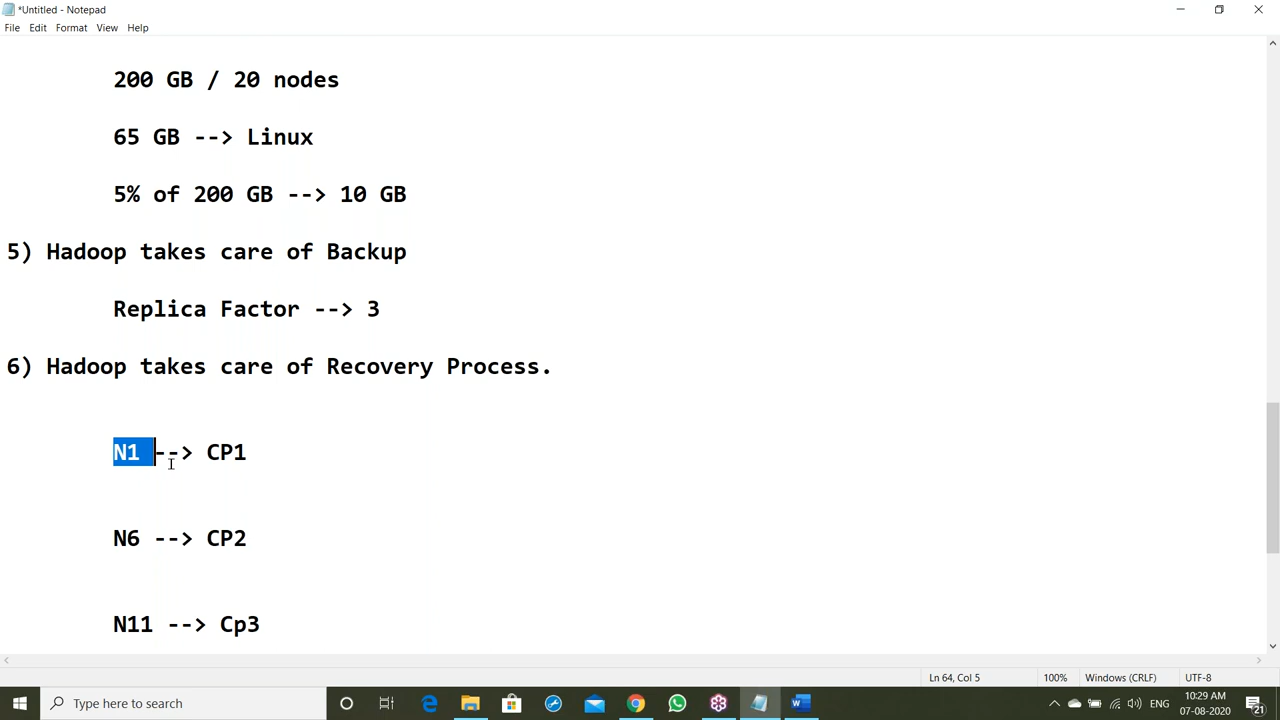 *Untitled - Notepad
File Edit Format View Help
200 GB / 20 nodes
65 GB --> Linux
5% of 200 GB --> 10 GB
5) Hadoop takes care of Backup
Replica Factor --> 3
6) Hadoop takes care of Recovery Process.
N1 --> CP1
N6 --> CP2
N11 --> Cp3
Ln 64, Col 5 100% Windows (CRLF) UTF-8
Type here to search
ENG
10:29 AM
07-08-2020
21